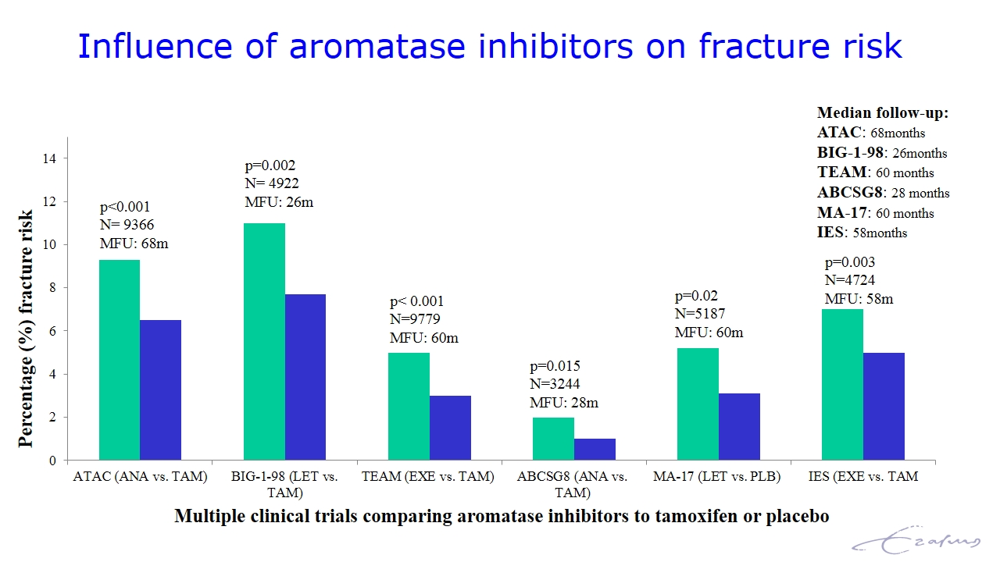 Influence of aromatase inhibitors on fracture risk
Median follow-up:
ATAC: 68months
BIG-1-98: 26months
TEAM: 60 months
ABCSG8: 28 months
MA-17: 60 months
IES: 58months
Percentage (%) fracture risk
14
12
10
8
6
4
2
0
p<0.001
N= 9366
MFU: 68m
p=0.002
N= 4922
MFU: 26m
p< 0.001
N=9779
MFU: 60m
p=0.015
N=3244
MFU: 28m
p=0.02
N=5187
MFU: 60m
p=0.003
N=4724
MFU: 58m
ATAC (ANA vs. TAM)
BIG-1-98 (LET vs.
TAM)
TEAM (EXE vs. TAM)
ABCSG8 (ANA vs.
TAM)
MA-17 (LET vs. PLB)
IES (EXE vs. TAM
Multiple clinical trials comparing aromatase inhibitors to tamoxifen or placebo